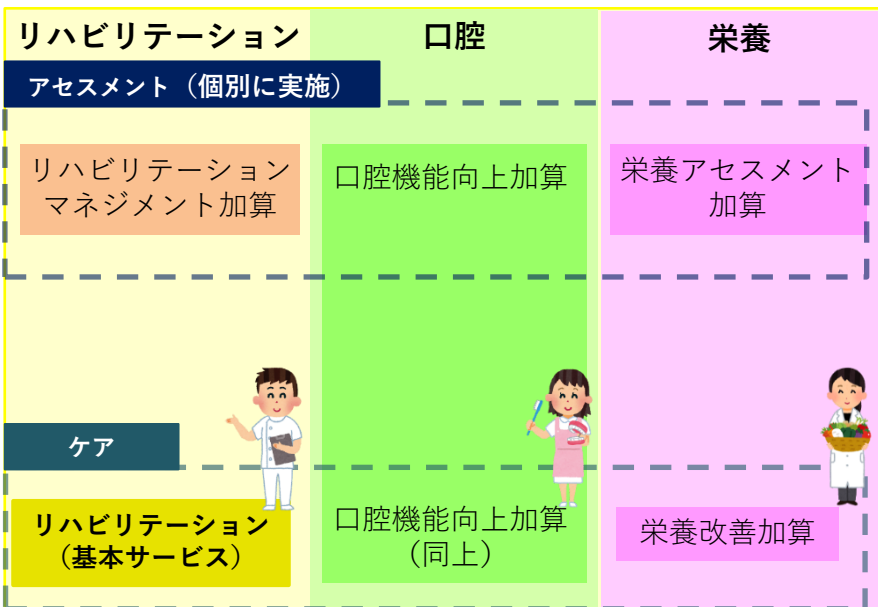 リハビリテーション
口腔
栄養
アセスメント（個別に実施）
リハビリテーション
マネジメント加算
口腔機能向上加算
栄養アセスメント
加算
ケア
リハビリテーション
（基本サービス）
口腔機能向上加算
（同上）
栄養改善加算